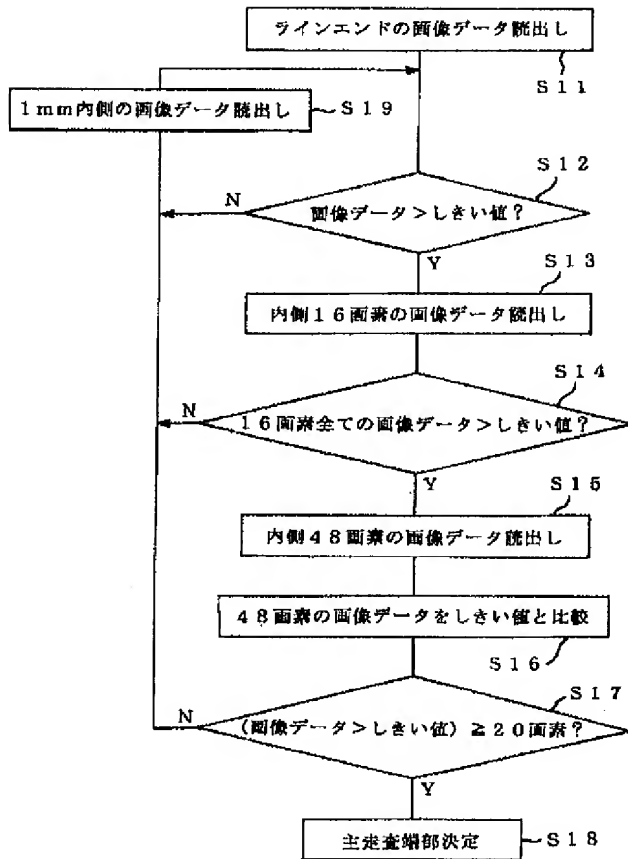 ラインエンドの画像データ読出し
S11
1mm内側の画像データ読出し
S19
S12
画像データ>しきい値?
N
Y
S13
内側16画素の画像データ読出し
S14
16画素全ての画像データ>しきい値?
N
Y
S15
内側48画素の画像データ読出し
48画素の画像データをしきい値と比較
S16
S17
(画像データ>しきい値)≧20画素?
N
Y
主走査端部決定
S18